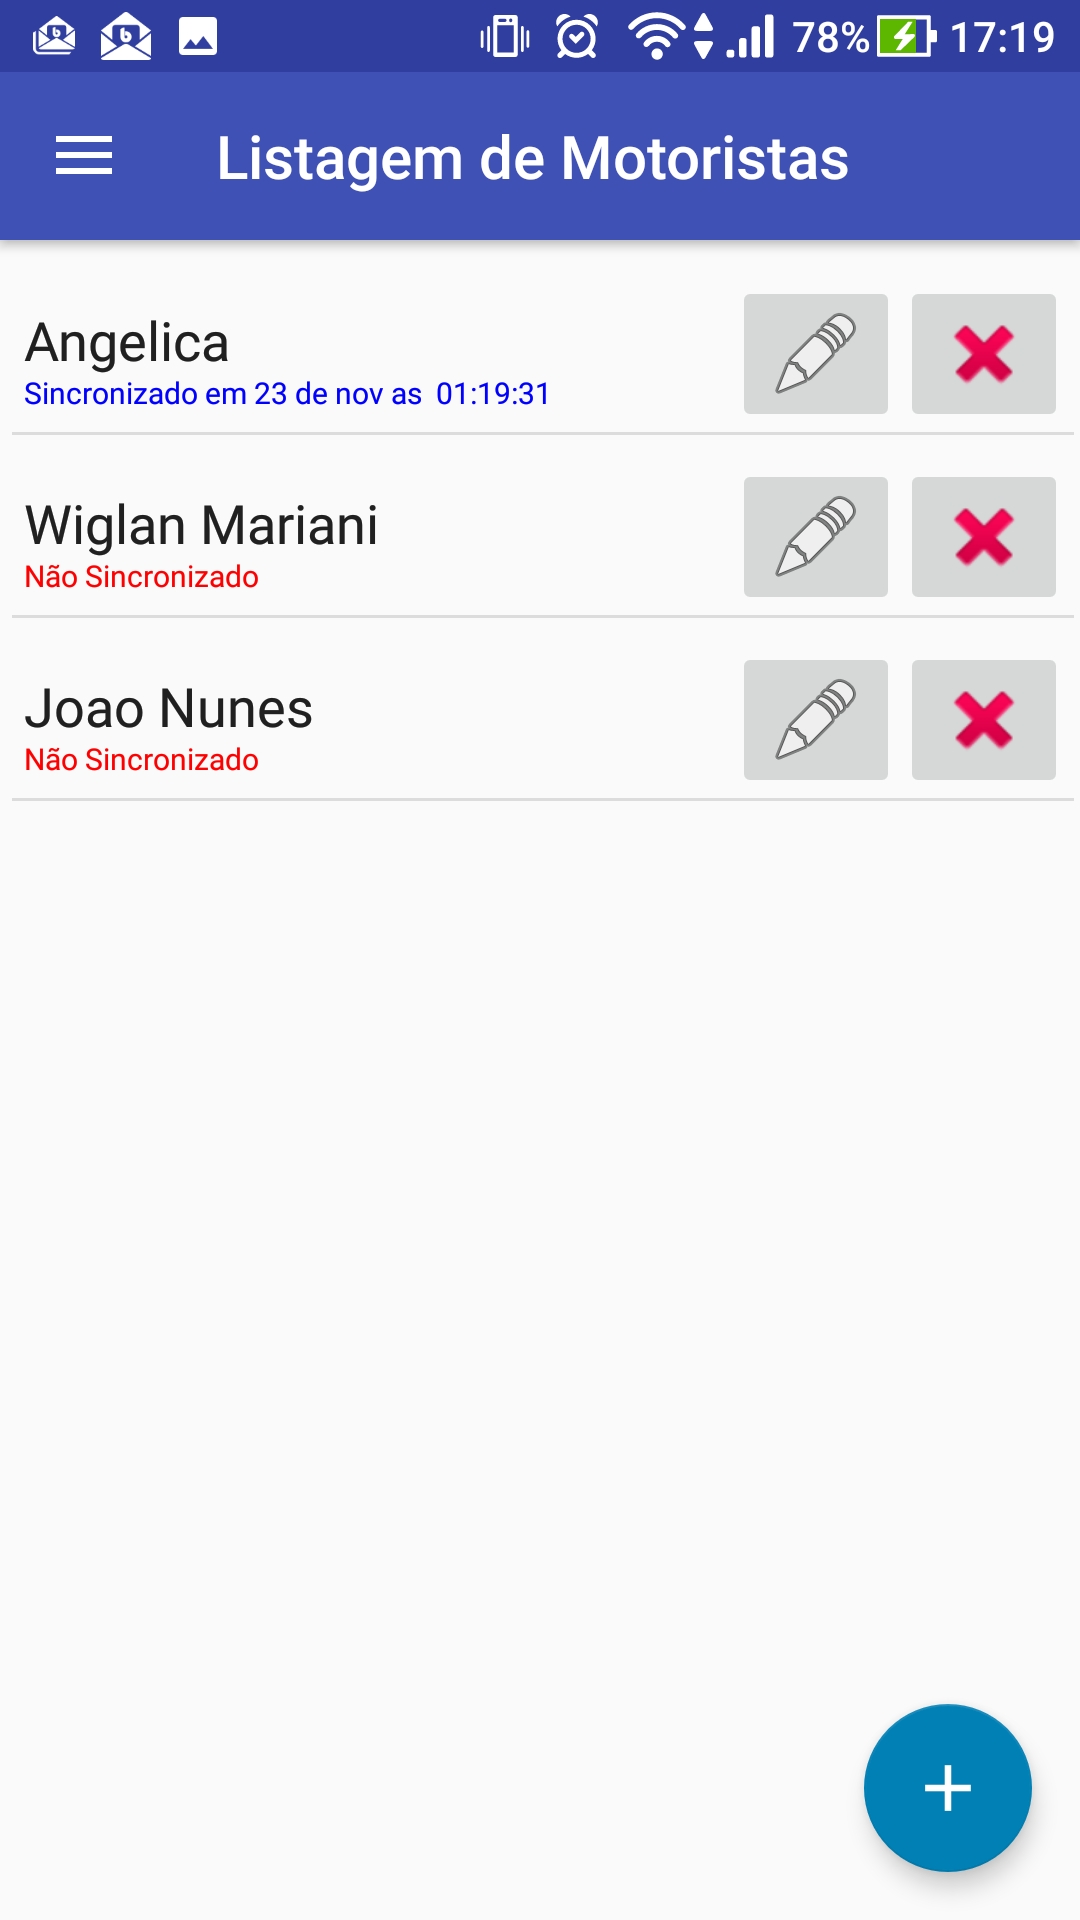 78% 17:19
Listagem de Motoristas
Angelica
Sincronizado em 23 de nov as  01:19:31
Wiglan Mariani
Não Sincronizado
Joao Nunes
Não Sincronizado